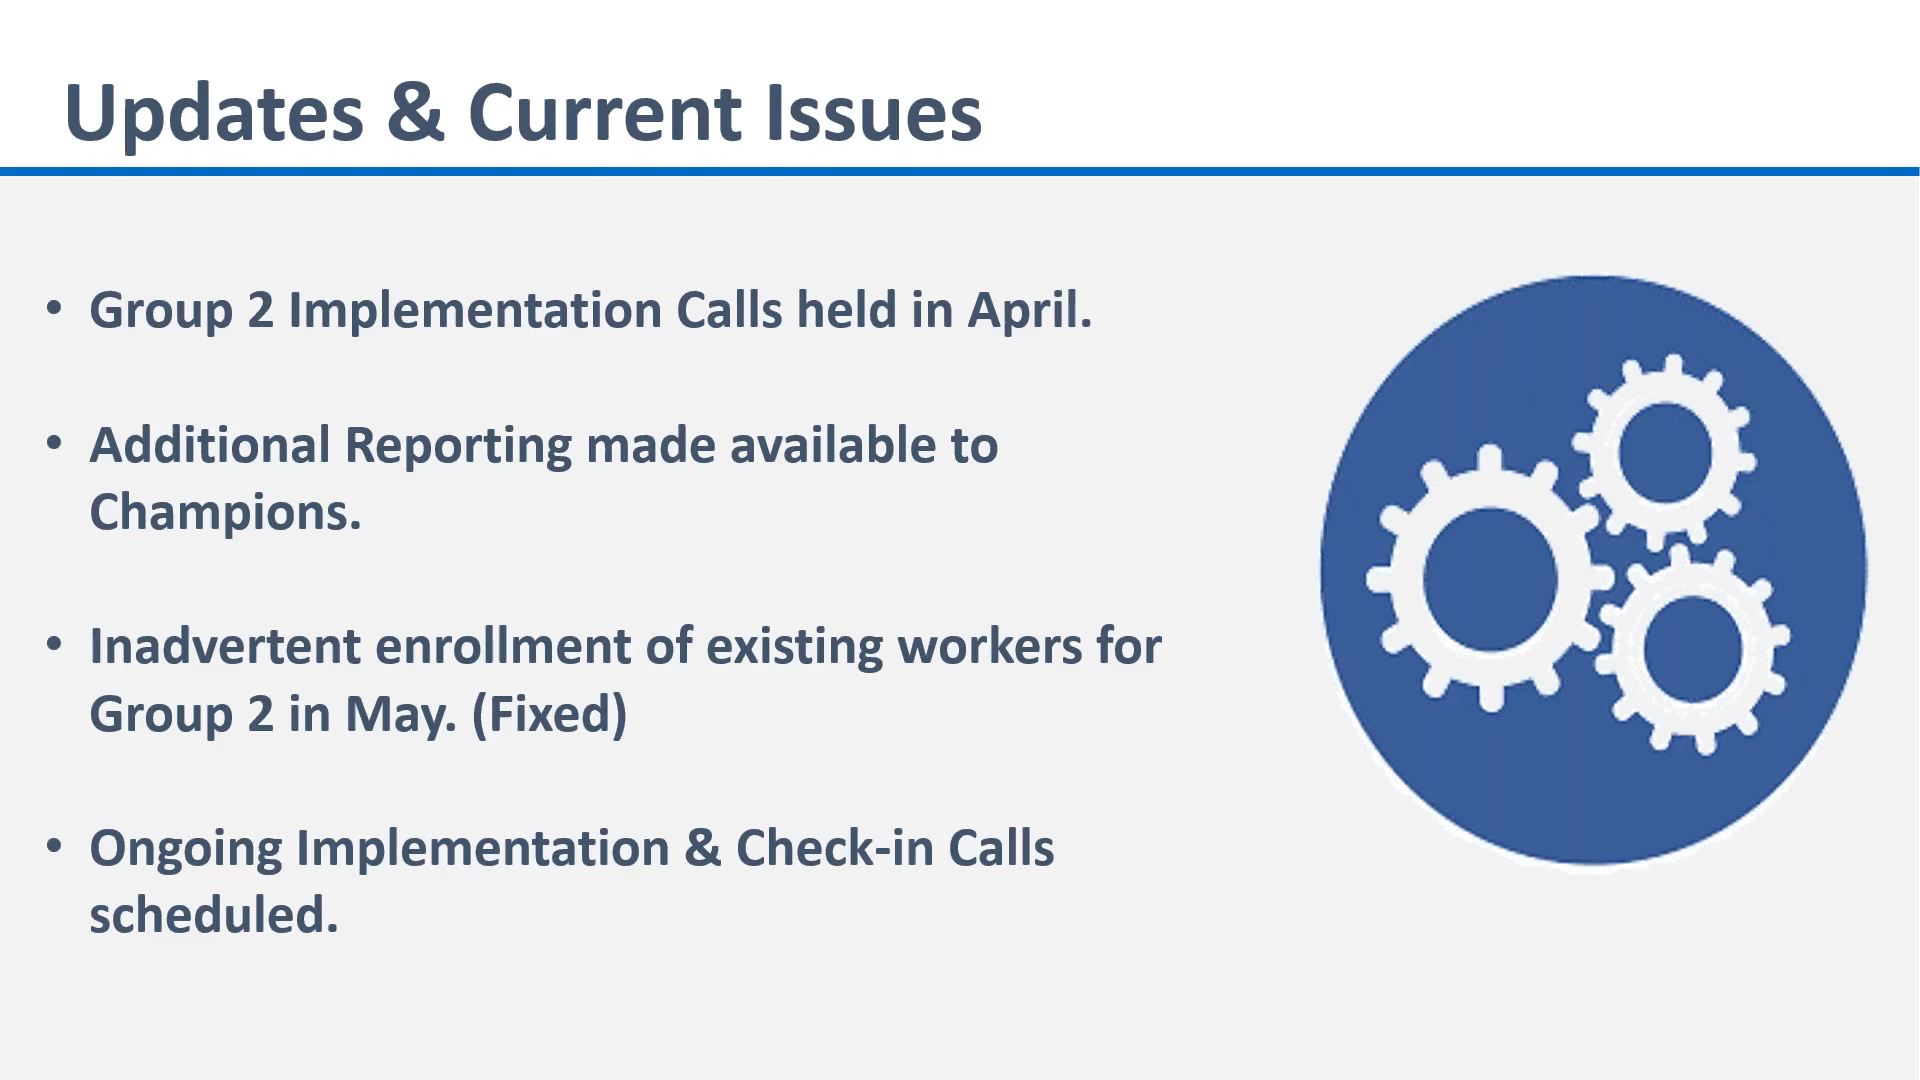 Updates & Current Issues
• Group 2 Implementation Calls held in April.
• Additional Reporting made available to
Champions.
• Inadvertent enrollment of existing workers for
Group 2 in May. (Fixed)
• Ongoing Implementation & Check-in Calls
scheduled.